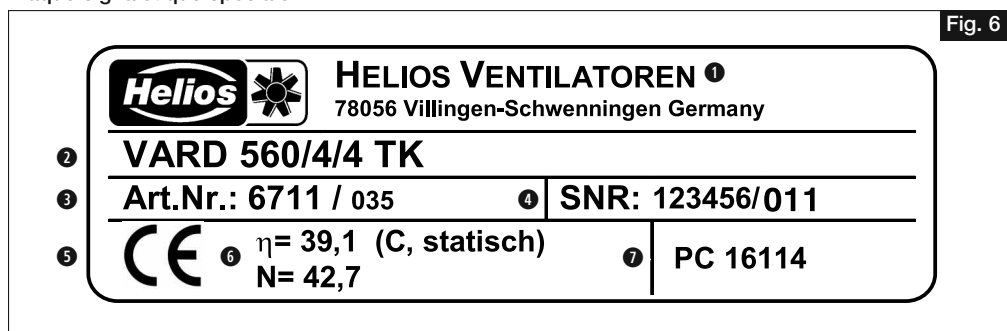 Fig. 6
Helios
HELIOS VENTILATOREN ❶
78056 Villingen-Schwenningen Germany
❷ VARD 560/4/4 TK
❸ Art.Nr.: 6711 / 035 ❹ SNR: 123456/011
❺ CE ❻ η= 39,1 (C, statisch) ❼ PC 16114
N= 42,7